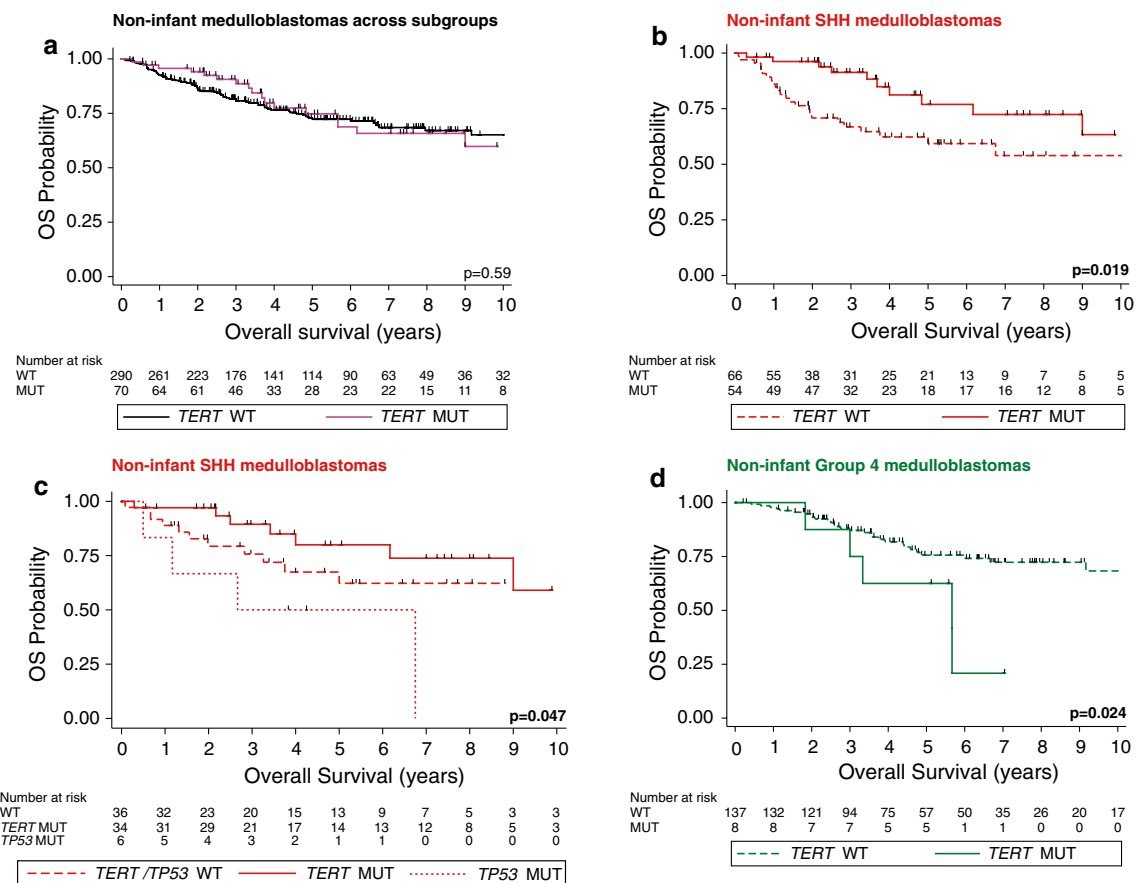 Non-infant medulloblastomas across subgroups
a
OS Probability
1.00
0.75
0.50
0.25
0.00
p=0.59
0 1 2 3 4 5 6 7 8 9 10
Overall survival (years)
Number at risk
WT 290 261 223 176 141 114 90 63 49 36 32
MUT 70 64 61 46 33 28 23 22 15 11 8
TERT WT TERT MUT
Non-infant SHH medulloblastomas
b
OS Probability
1.00
0.75
0.50
0.25
0.00
p=0.019
0 1 2 3 4 5 6 7 8 9 10
Overall Survival (years)
Number at risk
WT 66 55 38 31 25 21 13 9 7 5 5
MUT 54 49 47 32 23 18 17 16 12 8 5
TERT WT TERT MUT
Non-infant SHH medulloblastomas
c
OS Probability
1.00
0.75
0.50
0.25
0.00
p=0.047
0 1 2 3 4 5 6 7 8 9 10
Overall Survival (years)
Number at risk
WT 36 32 23 20 15 13 9 7 5 3 3
TERT MUT 34 31 29 21 17 14 13 12 8 5 3
TP53 MUT 6 5 4 3 2 1 1 0 0 0 0
TERT /TP53 WT TERT MUT TP53 MUT
Non-infant Group 4 medulloblastomas
d
OS Probability
1.00
0.75
0.50
0.25
0.00
p=0.024
0 1 2 3 4 5 6 7 8 9 10
Overall Survival (years)
Number at risk
WT 137 132 121 94 75 57 50 35 26 20 17
MUT 8 8 7 7 5 5 1 1 0 0 0
TERT WT TERT MUT